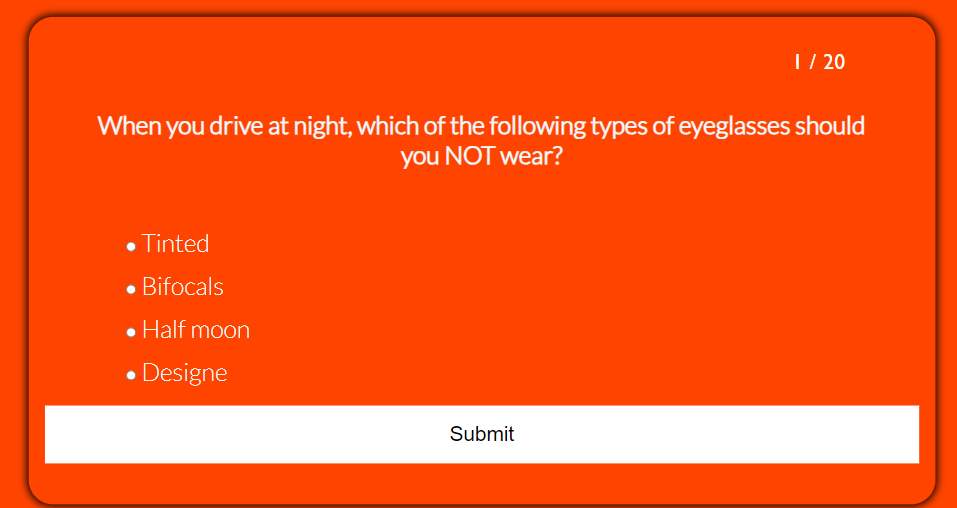 1 / 20
When you drive at night, which of the following types of eyeglasses should
you NOT wear?
Tinted
Bifocals
Half moon
Designe
Submit